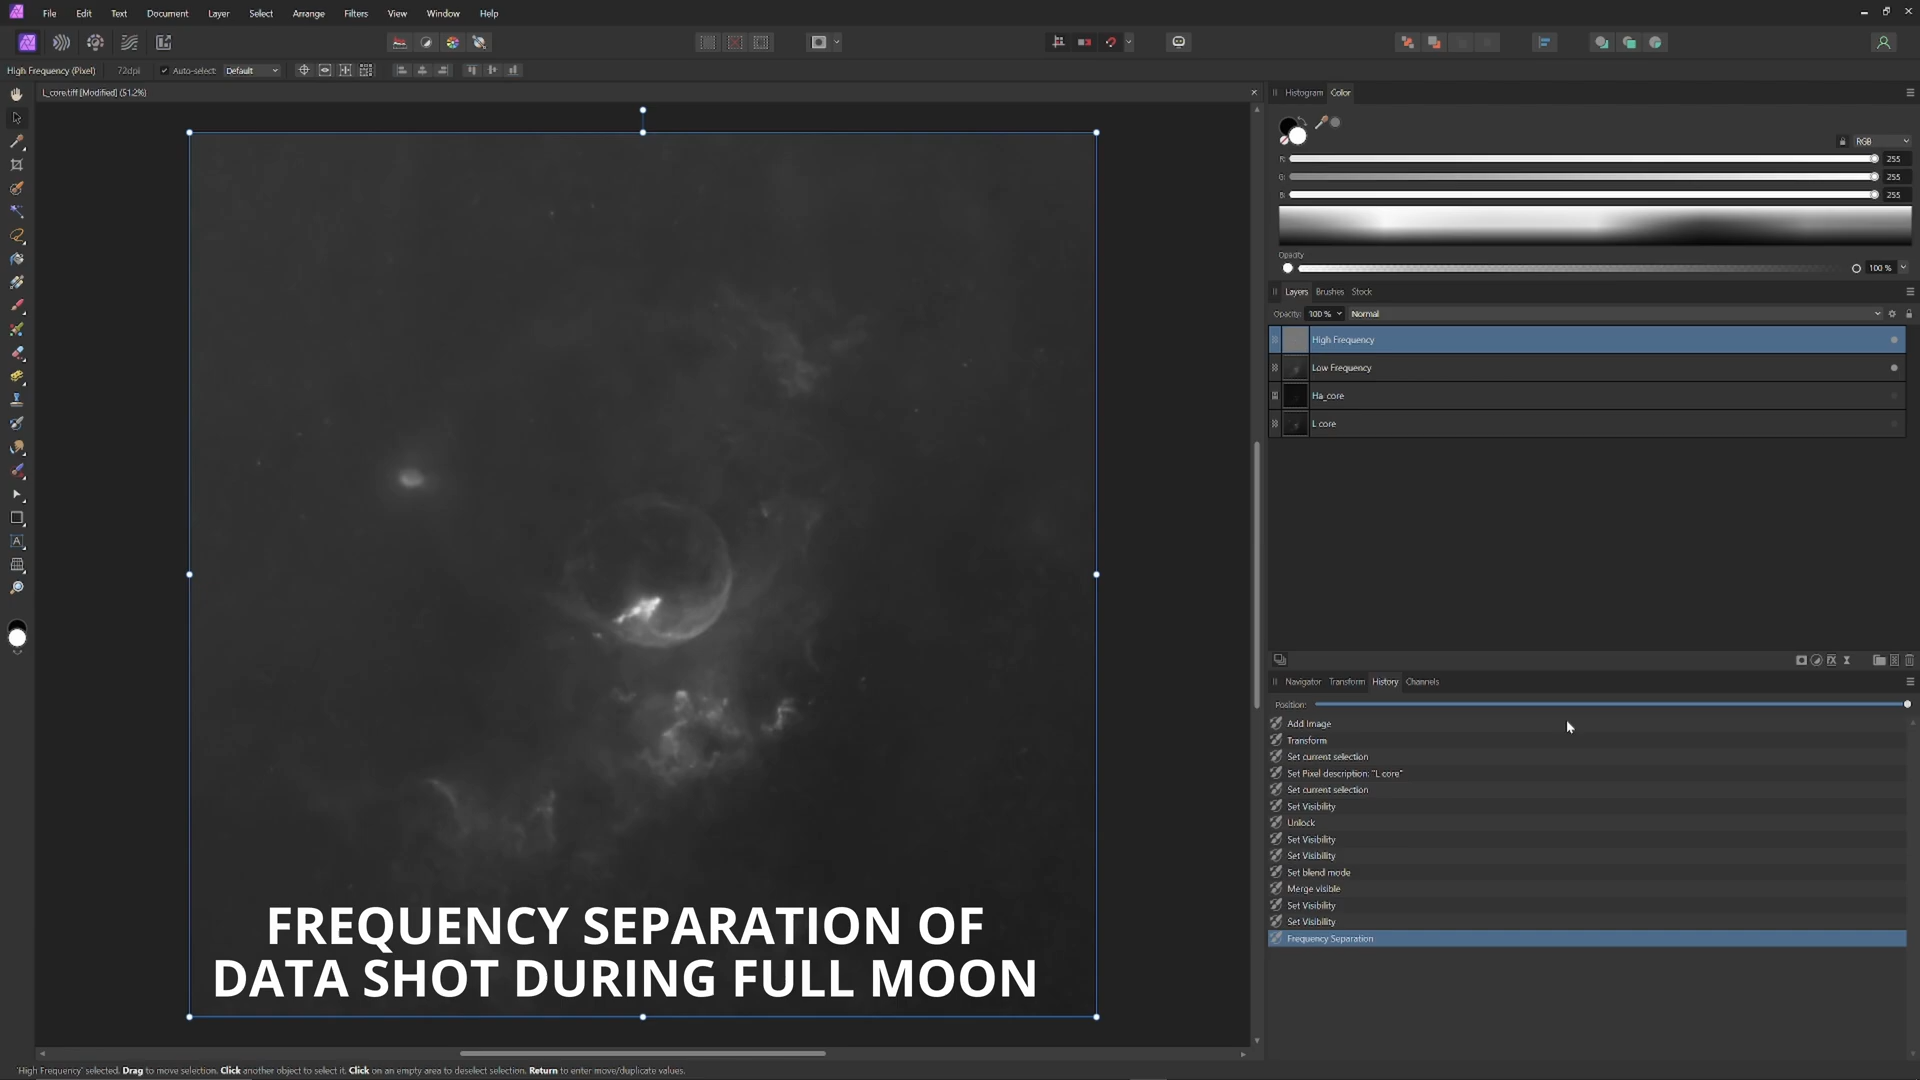 File Edit Text Document Layer Select Arrange Filters View Window Help
High Frequency (Pixel) 72dpi Auto-select: Default
L_core.tiff [Modified] (51.2%)
Histogram Color
RGB
R: 255
G: 255
B: 255
Opacity
100 %
Layers Brushes Stock
Opacity: 100 % Normal
High Frequency
Low Frequency
Ha_core
L core
Navigator Transform History Channels
Position:
Add Image
Transform
Set current selection
Set Pixel description: "L core"
Set current selection
Set Visibility
Unlock
Set Visibility
Set Visibility
Set blend mode
Merge visible
Set Visibility
Set Visibility
Frequency Separation
FREQUENCY SEPARATION OF
DATA SHOT DURING FULL MOON
'High Frequency' selected. Drag to move selection. Click another object to select it. Click on an empty area to deselect selection. Return to enter move/duplicate values.